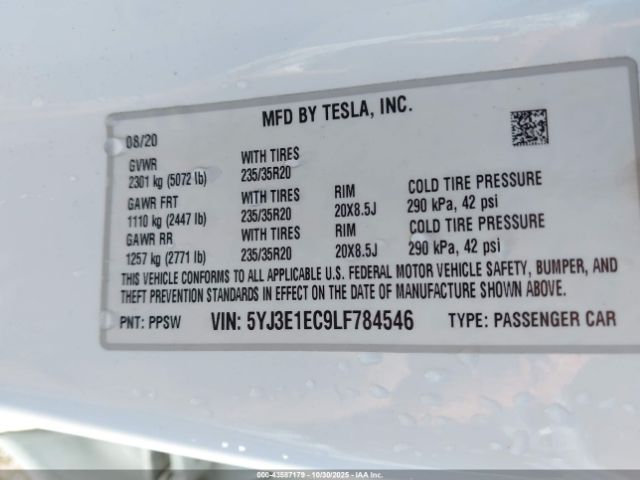 MFD BY TESLA, INC.
08/20
GVWR WITH TIRES
2301 kg (5072 lb) 235/35R20
GAWR FRT WITH TIRES RIM COLD TIRE PRESSURE
1110 kg (2447 lb) 235/35R20 20X8.5J 290 kPa, 42 psi
GAWR RR WITH TIRES RIM COLD TIRE PRESSURE
1257 kg (2771 lb) 235/35R20 20X8.5J 290 kPa, 42 psi
THIS VEHICLE CONFORMS TO ALL APPLICABLE U.S. FEDERAL MOTOR VEHICLE SAFETY, BUMPER, AND
THEFT PREVENTION STANDARDS IN EFFECT ON THE DATE OF MANUFACTURE SHOWN ABOVE.
PNT: PPSW VIN: 5YJ3E1EC9LF784546 TYPE: PASSENGER CAR
000-43587179 - 10/30/2025 - IAA Inc.